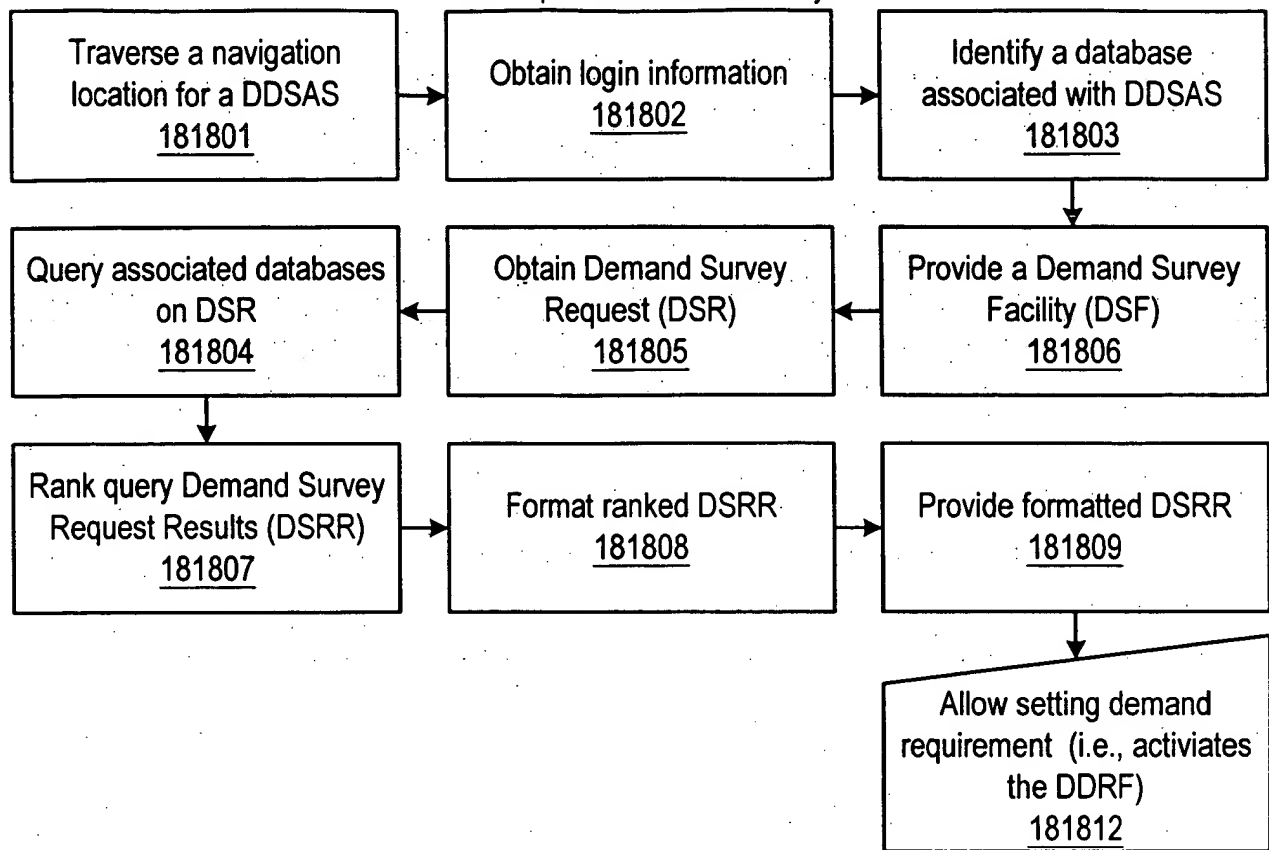 Traverse a navigation
location for a DDSAS
181801
Obtain login information
181802
Identify a database
associated with DDSAS
181803
Query associated databases
on DSR
181804
Obtain Demand Survey
Request (DSR)
181805
Provide a Demand Survey
Facility (DSF)
181806
Rank query Demand Survey
Request Results (DSRR)
181807
Format ranked DSRR
181808
Provide formatted DSRR
181809
Allow setting demand
requirement (i.e., activiates
the DDRF)
181812